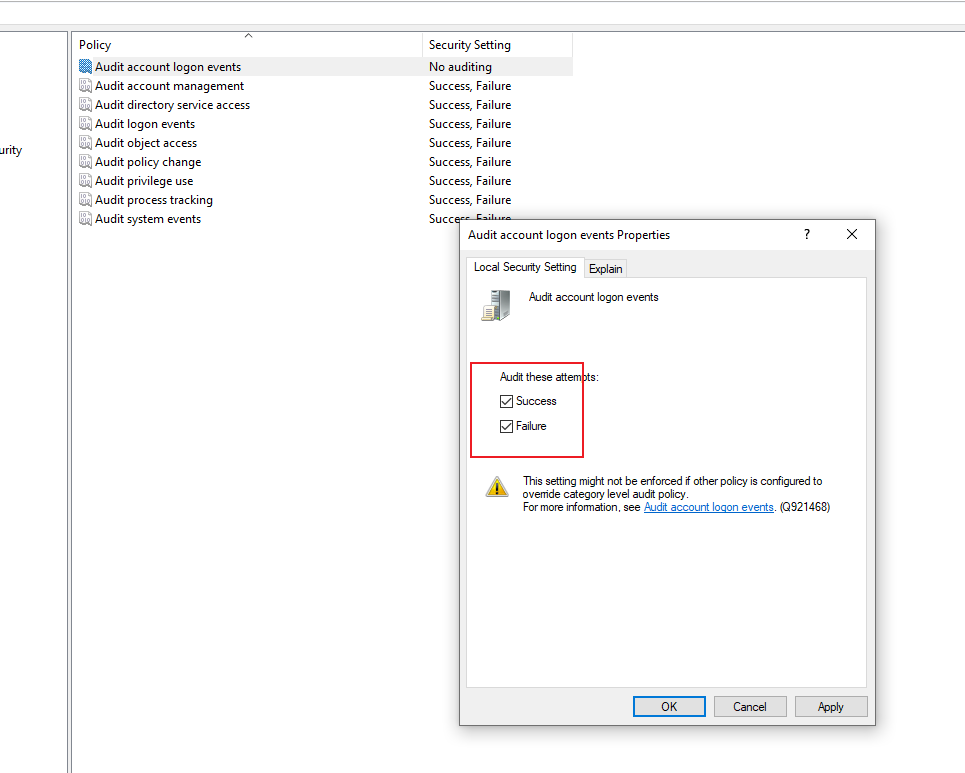 Policy Security Setting
Audit account logon events No auditing
Audit account management Success, Failure
Audit directory service access Success, Failure
Audit logon events Success, Failure
Audit object access Success, Failure
Audit policy change Success, Failure
Audit privilege use Success, Failure
Audit process tracking Success, Failure
Audit system events Success, Failure
urity
Audit account logon events Properties ?
Local Security Setting Explain
Audit account logon events
Audit these attempts:
Success
Failure
This setting might not be enforced if other policy is configured to
override category level audit policy.
For more information, see Audit account logon events. (Q921468)
OK Cancel Apply